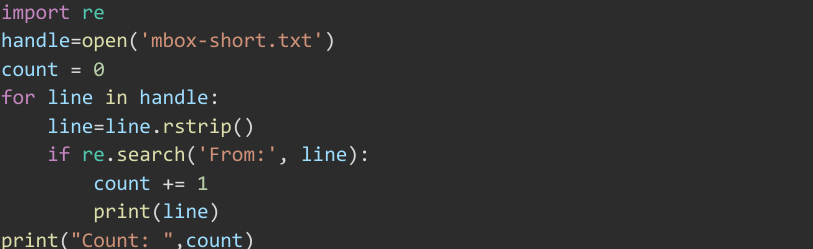 import re
handle=open('mbox-short.txt')
count = 0
for line in handle:
    line=line.rstrip()
    if re.search('From:', line):
        count += 1
        print(line)
print("Count: ",count)